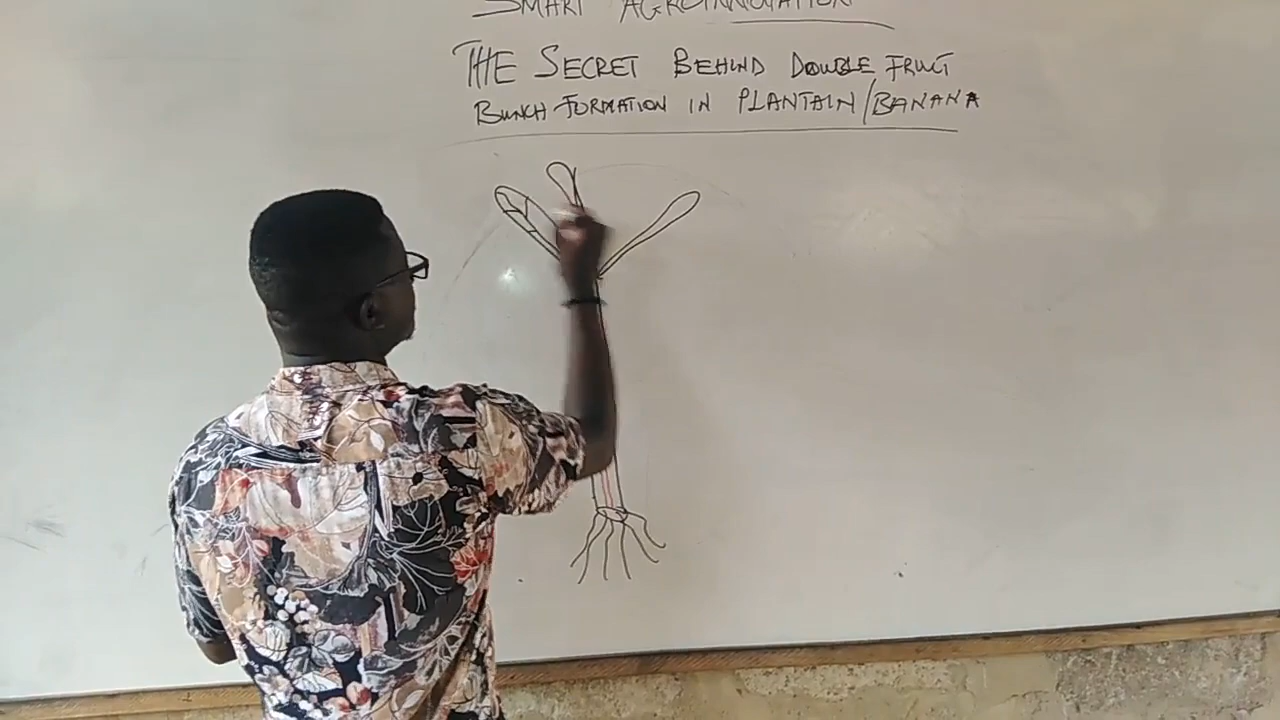 SMART AGROINNOVATION
THE SECRET BEHIND DOUBLE FRUIT
BUNCH FORMATION IN PLANTAIN/BANANA